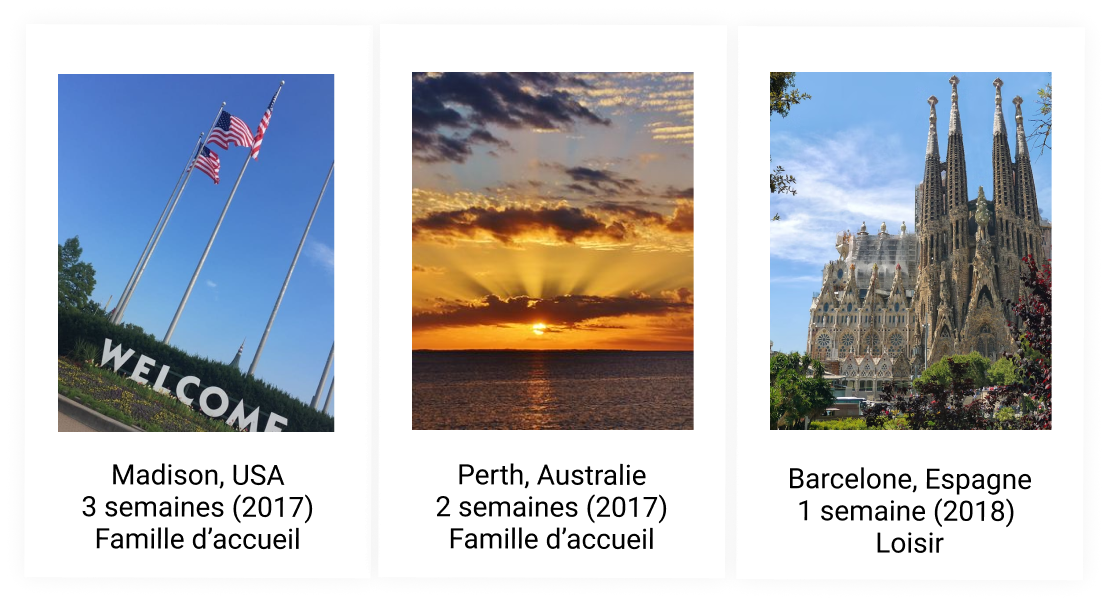 WELCOME
Madison, USA
3 semaines (2017)
Famille d’accueil
Perth, Australie
2 semaines (2017)
Famille d’accueil
Barcelone, Espagne
1 semaine (2018)
Loisir